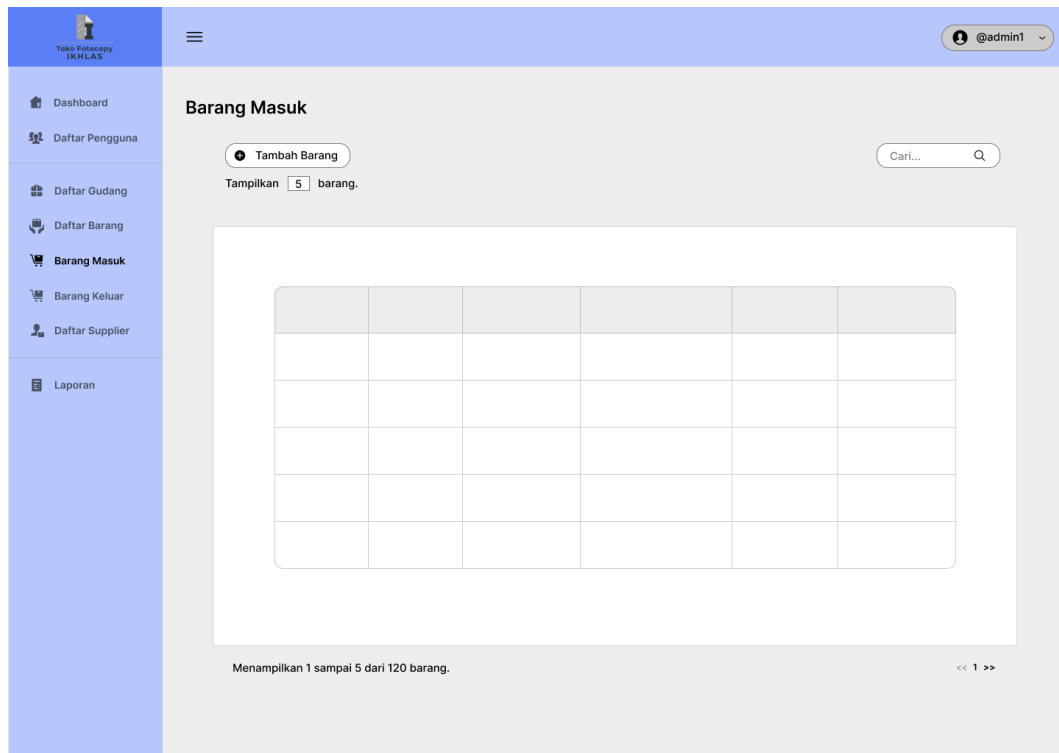 Toko Fotocopy
IKHLAS
@admin1
Dashboard
Daftar Pengguna
Daftar Gudang
Daftar Barang
Barang Masuk
Barang Keluar
Daftar Supplier
Laporan
Barang Masuk
Tambah Barang
Cari...
Tampilkan 5 barang.
Menampilkan 1 sampai 5 dari 120 barang.
<< 1 >>